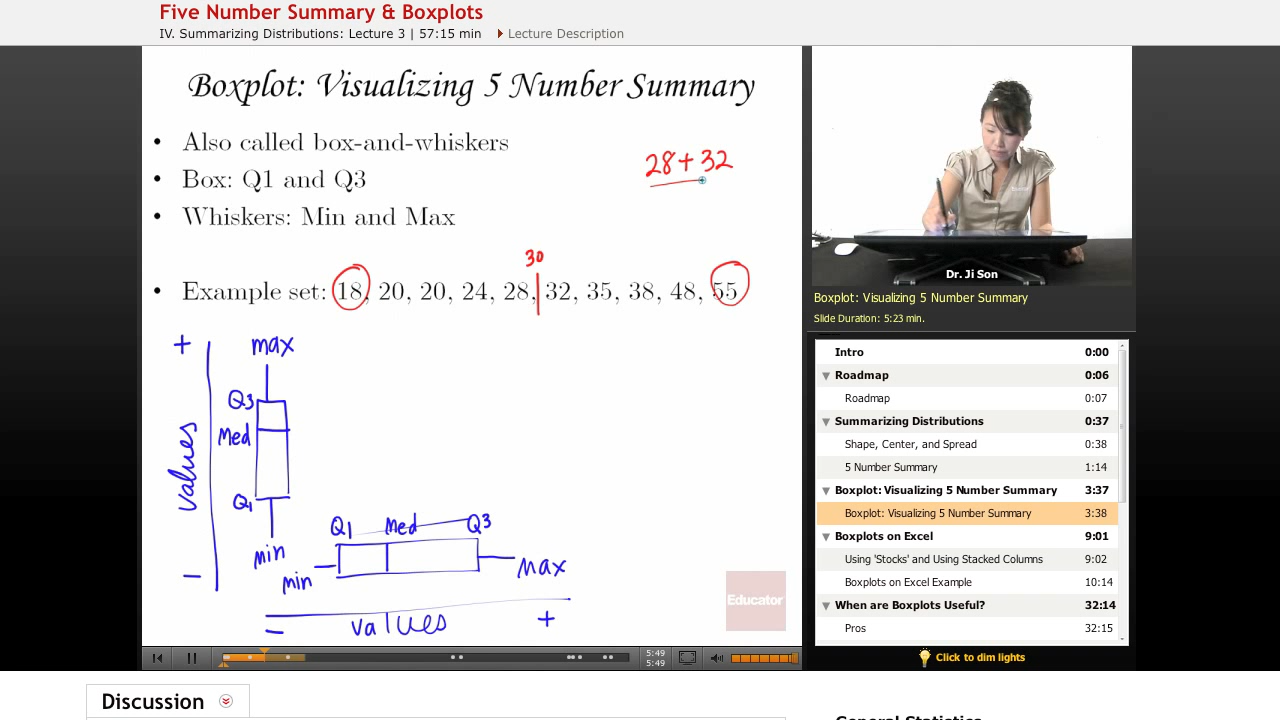 Five Number Summary & Boxplots
IV. Summarizing Distributions: Lecture 3 | 57:15 min Lecture Description
Boxplot: Visualizing 5 Number Summary
• Also called box-and-whiskers
• Box: Q1 and Q3
• Whiskers: Min and Max
28 + 32
30
• Example set: 18, 20, 20, 24, 28, 32, 35, 38, 48, 55
+
max
Q3
Med
values
Q1
min
−
Q1 Med Q3
min
Max
− values +
Educator
5:49
5:49
Dr. Ji Son
Boxplot: Visualizing 5 Number Summary
Slide Duration: 5:23 min.
Intro 0:00
Roadmap 0:06
Roadmap 0:07
Summarizing Distributions 0:37
Shape, Center, and Spread 0:38
5 Number Summary 1:14
Boxplot: Visualizing 5 Number Summary 3:37
Boxplot: Visualizing 5 Number Summary 3:38
Boxplots on Excel 9:01
Using 'Stocks' and Using Stacked Columns 9:02
Boxplots on Excel Example 10:14
When are Boxplots Useful? 32:14
Pros 32:15
Click to dim lights
Discussion
General Statistics